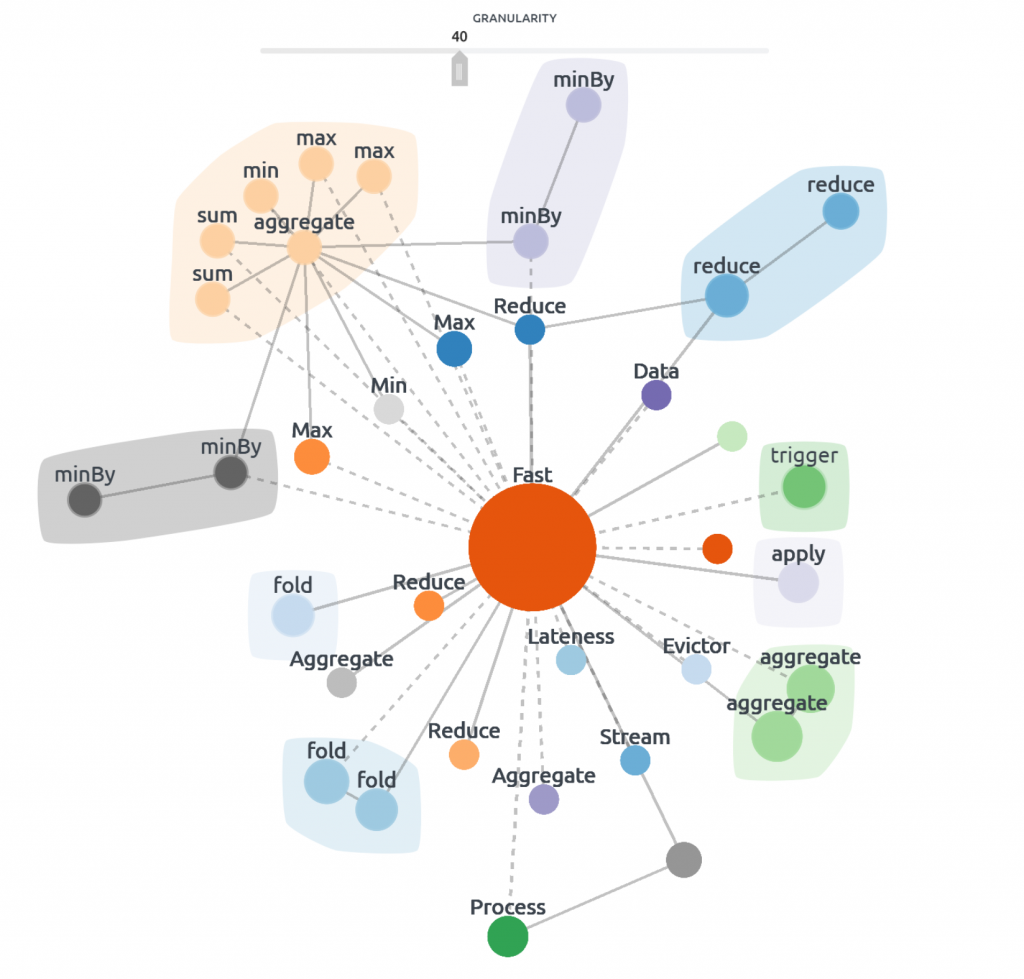 GRANULARITY
40
minBy
max
max
min
reduce
sum
aggregate
minBy
sum
reduce
Reduce
Max
Data
Min
Max
minBy
trigger
minBy
Fast
apply
fold
Reduce
Lateness
Evictor
Aggregate
aggregate
aggregate
Reduce
Stream
fold
Aggregate
fold
Process